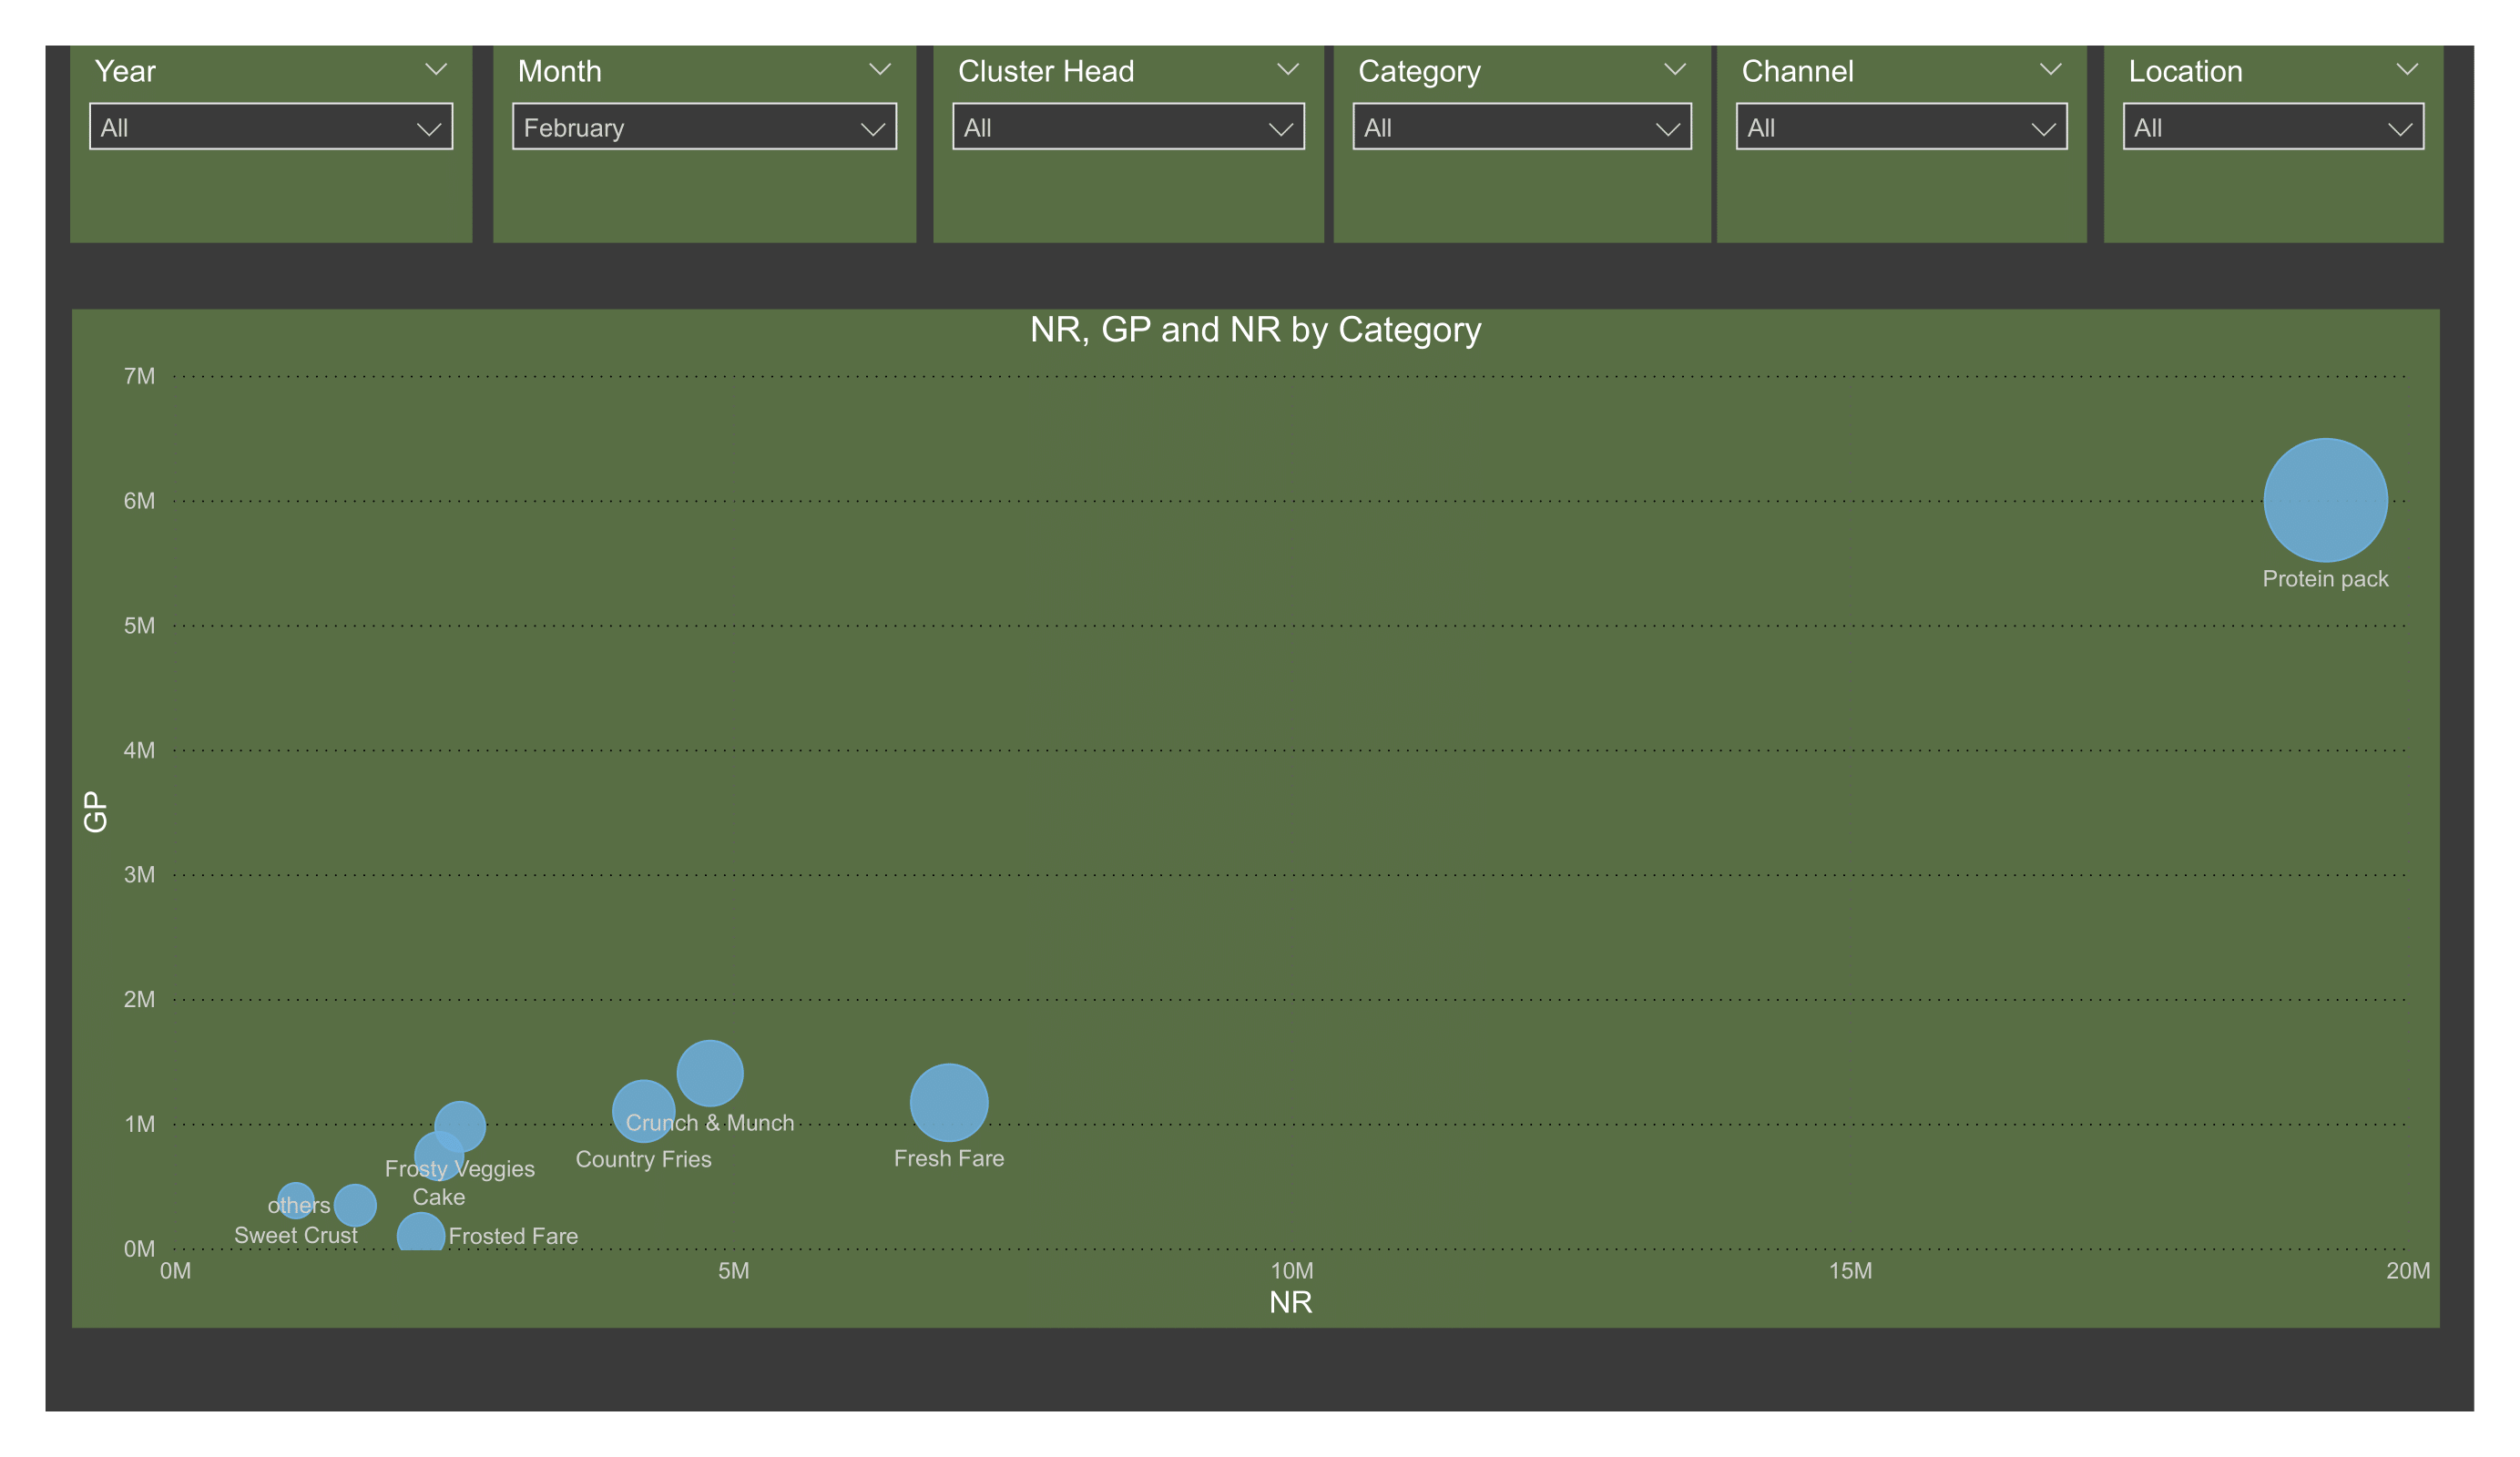 Year
Month
Cluster Head
Category
Channel
Location
All
February
All
All
All
All
NR, GP and NR by Category
7M
6M
Protein pack
5M
4M
GP
3M
2M
1M
Crunch & Munch
Country Fries
Fresh Fare
Frosty Veggies
Cake
others
Sweet Crust
Frosted Fare
0M
0M
5M
10M
15M
20M
NR